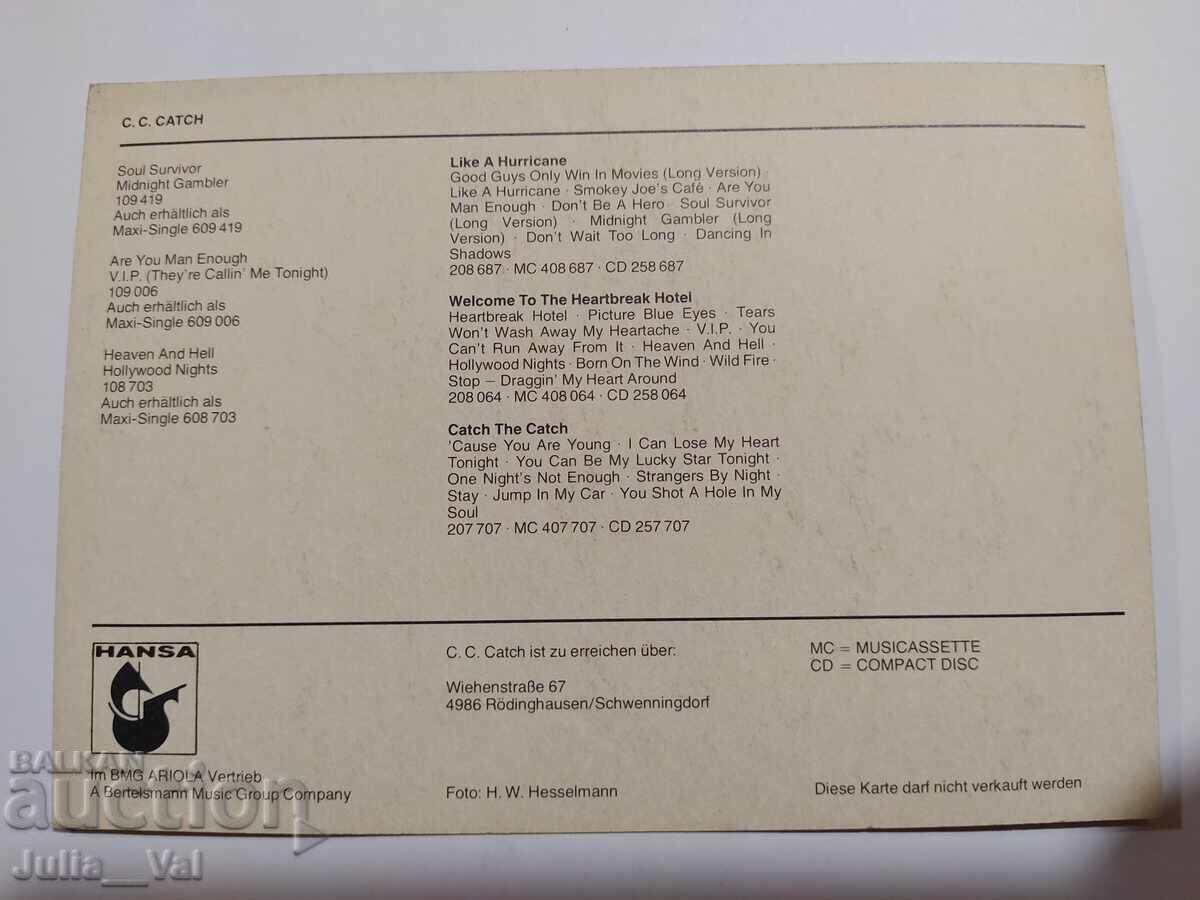 C. C. CATCH
Soul Survivor
Midnight Gambler
109 419
Auch erhältlich als
Maxi-Single 609 419
Are You Man Enough
V.I.P. (They're Callin' Me Tonight)
109 006
Auch erhältlich als
Maxi-Single 609 006
Heaven And Hell
Hollywood Nights
108 703
Auch erhältlich als
Maxi-Single 608 703
Like A Hurricane
Good Guys Only Win In Movies (Long Version) ·
Like A Hurricane · Smokey Joe's Café · Are You
Man Enough · Don't Be A Hero · Soul Survivor
(Long Version) · Midnight Gambler (Long
Version) · Don't Wait Too Long · Dancing In
Shadows
208 687 · MC 408 687 · CD 258 687
Welcome To The Heartbreak Hotel
Heartbreak Hotel · Picture Blue Eyes · Tears
Won't Wash Away My Heartache · V.I.P. · You
Can't Run Away From It · Heaven And Hell ·
Hollywood Nights · Born On The Wind · Wild Fire ·
Stop – Draggin' My Heart Around
208 064 · MC 408 064 · CD 258 064
Catch The Catch
'Cause You Are Young · I Can Lose My Heart
Tonight · You Can Be My Lucky Star Tonight ·
One Night's Not Enough · Strangers By Night ·
Stay · Jump In My Car · You Shot A Hole In My
Soul
207 707 · MC 407 707 · CD 257 707
HANSA
Im BMG ARIOLA Vertrieb
A Bertelsmann Music Group Company
C. C. Catch ist zu erreichen über:
Wiehenstraße 67
4986 Rödinghausen/Schwenningdorf
Foto: H. W. Hesselmann
MC = MUSICASSETTE
CD = COMPACT DISC
Diese Karte darf nicht verkauft werden
BALKAN
auction
Julia__Val